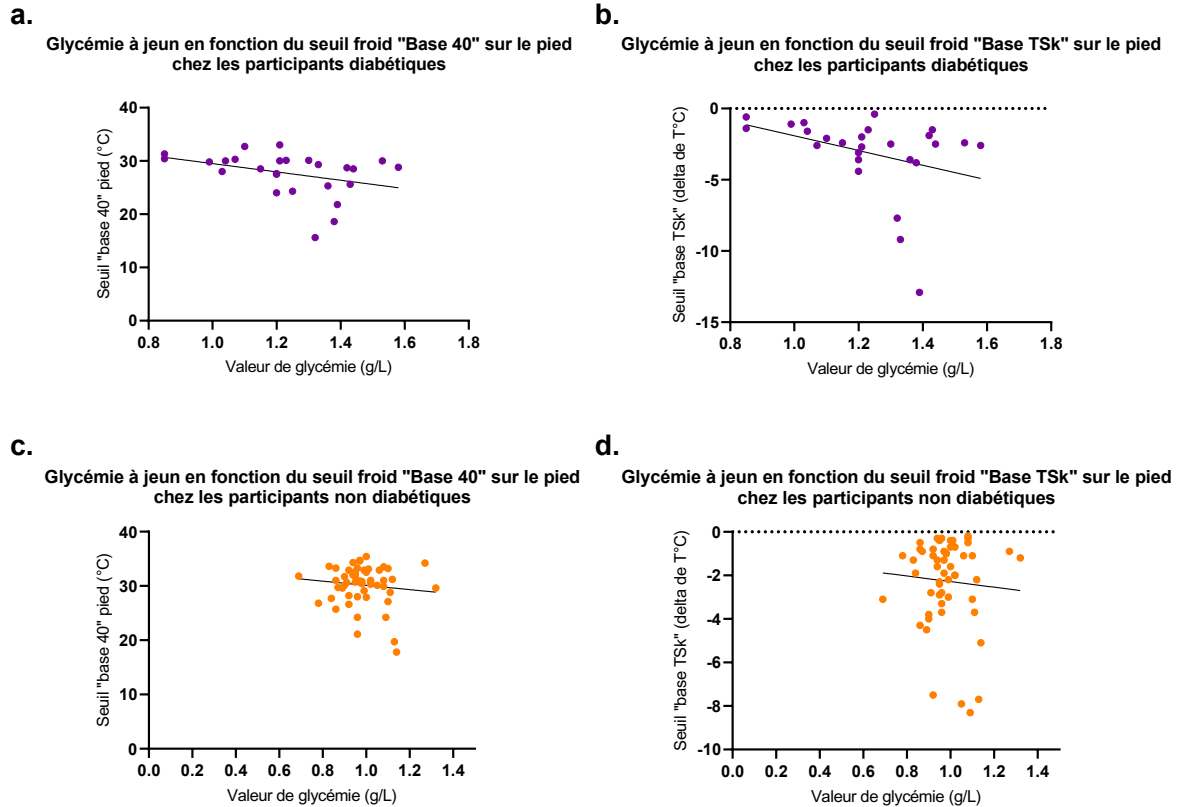 a.
Glycémie à jeun en fonction du seuil froid "Base 40" sur le pied
chez les participants diabétiques
40
30
20
10
0
0.8 1.0 1.2 1.4 1.6 1.8
Seuil "base 40" pied (°C)
Valeur de glycémie (g/L)
b.
Glycémie à jeun en fonction du seuil froid "Base TSk" sur le pied
chez les participants diabétiques
0
-5
-10
-15
0.8 1.0 1.2 1.4 1.6 1.8
Seuil "base TSk" (delta de T°C)
Valeur de glycémie (g/L)
c.
Glycémie à jeun en fonction du seuil froid "Base 40" sur le pied
chez les participants non diabétiques
40
30
20
10
0
0.0 0.2 0.4 0.6 0.8 1.0 1.2 1.4
Seuil "base 40" pied (°C)
Valeur de glycémie (g/L)
d.
Glycémie à jeun en fonction du seuil froid "Base TSk" sur le pied
chez les participants non diabétiques
0
-2
-4
-6
-8
-10
0.0 0.2 0.4 0.6 0.8 1.0 1.2 1.4
Seuil "base TSk" (delta de T°C)
Valeur de glycémie (g/L)